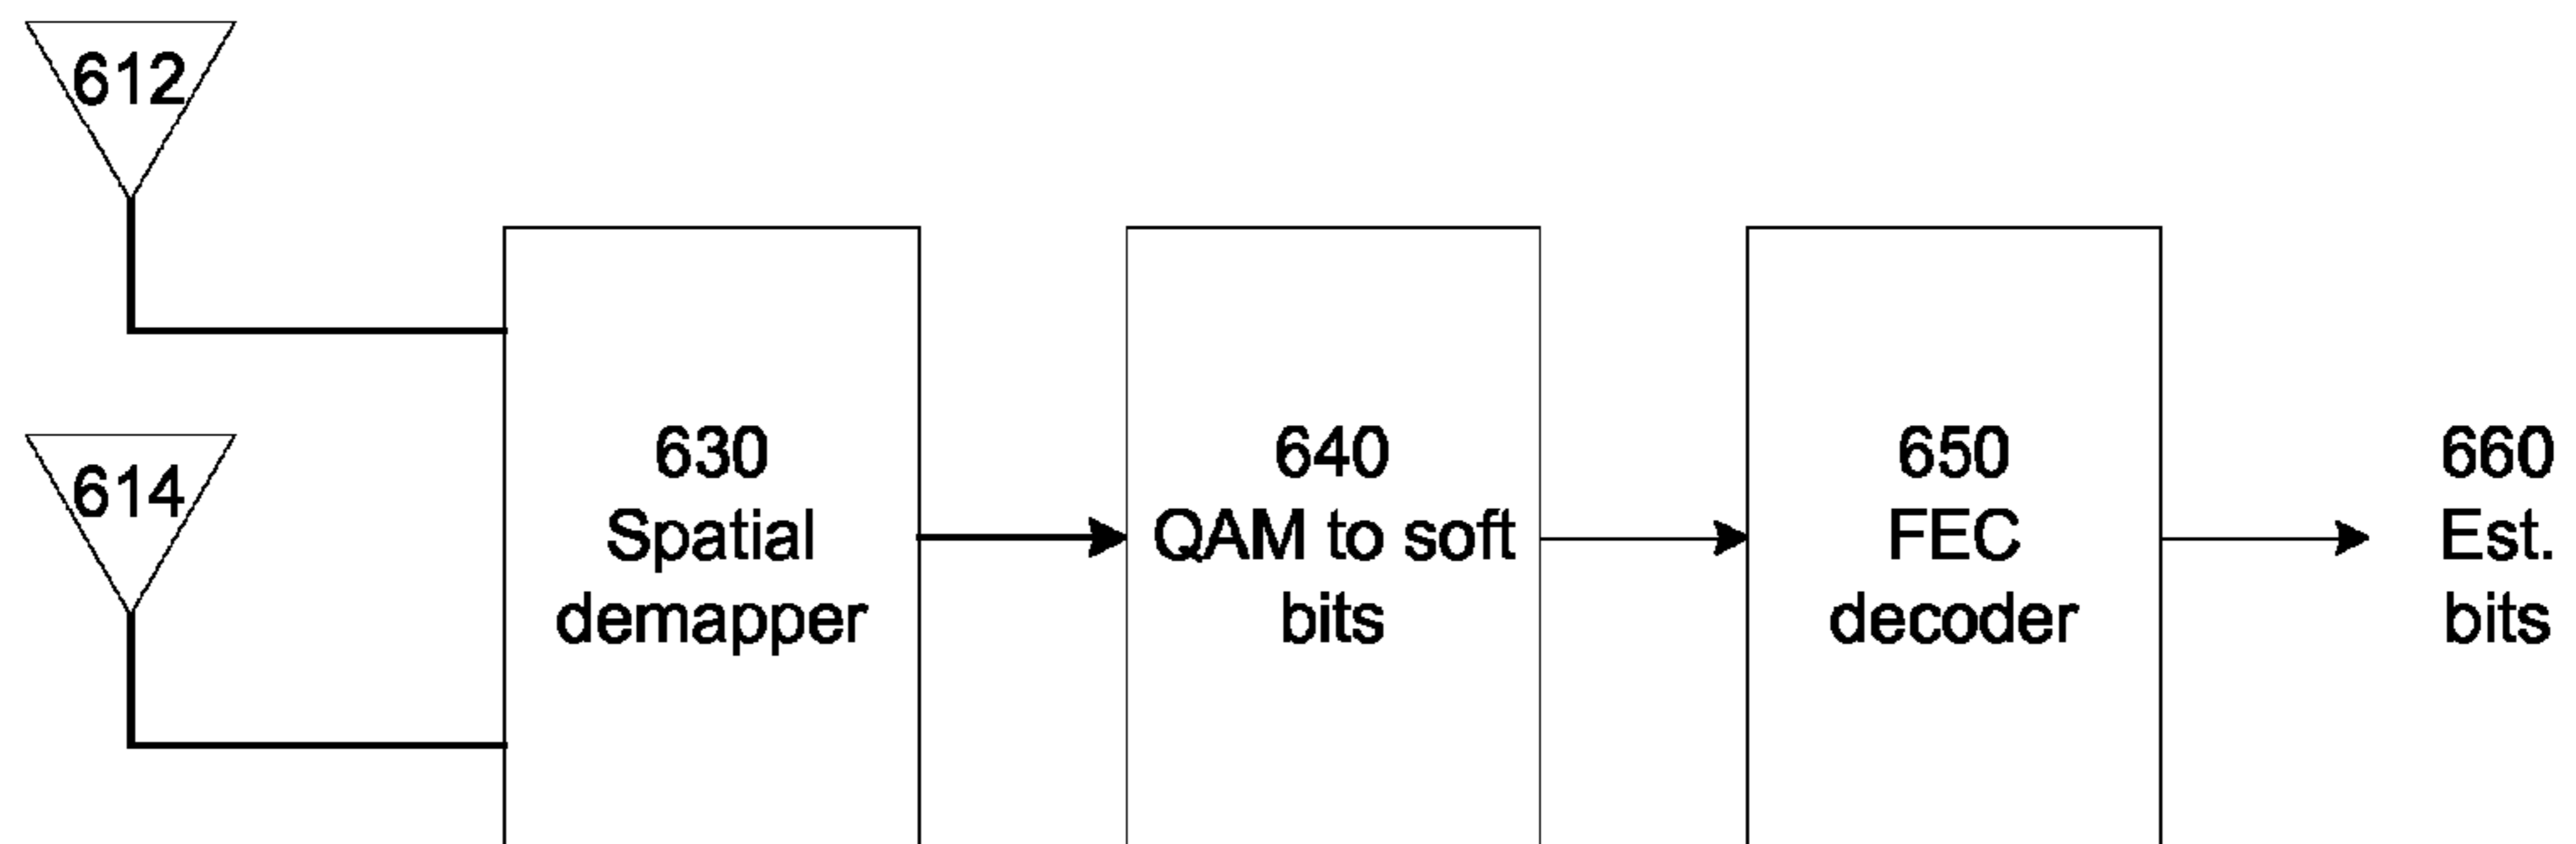 612
614
630
Spatial
demapper
640
QAM to soft
bits
650
FEC
decoder
660
Est.
bits